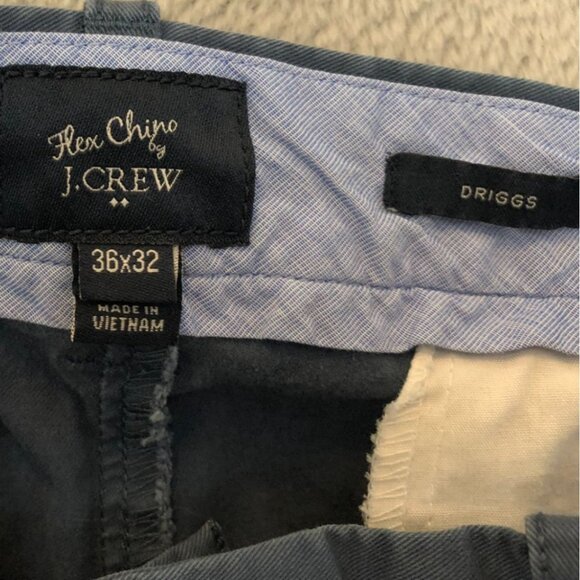 Flex Chino
by
J.CREW
36x32
MADE IN
VIETNAM
DRIGGS